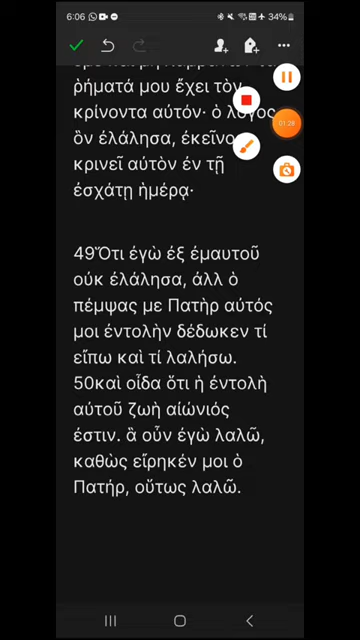 6:06
34%
ῥήματά μου ἔχει τὸν
κρίνοντα αὐτόν· ὁ λόγος
ὃν ἐλάλησα, ἐκεῖνο
κρινεῖ αὐτὸν ἐν τῇ
ἐσχάτῃ ἡμέρᾳ·
01:28
49Ὅτι ἐγὼ ἐξ ἐμαυτοῦ
οὐκ ἐλάλησα, ἀλλ ὁ
πέμψας με Πατὴρ αὐτός
μοι ἐντολὴν δέδωκεν τί
εἴπω καὶ τί λαλήσω.
50καὶ οἶδα ὅτι ἡ ἐντολὴ
αὐτοῦ ζωὴ αἰώνιός
ἐστιν. ἃ οὖν ἐγὼ λαλῶ,
καθὼς εἴρηκέν μοι ὁ
Πατήρ, οὕτως λαλῶ.